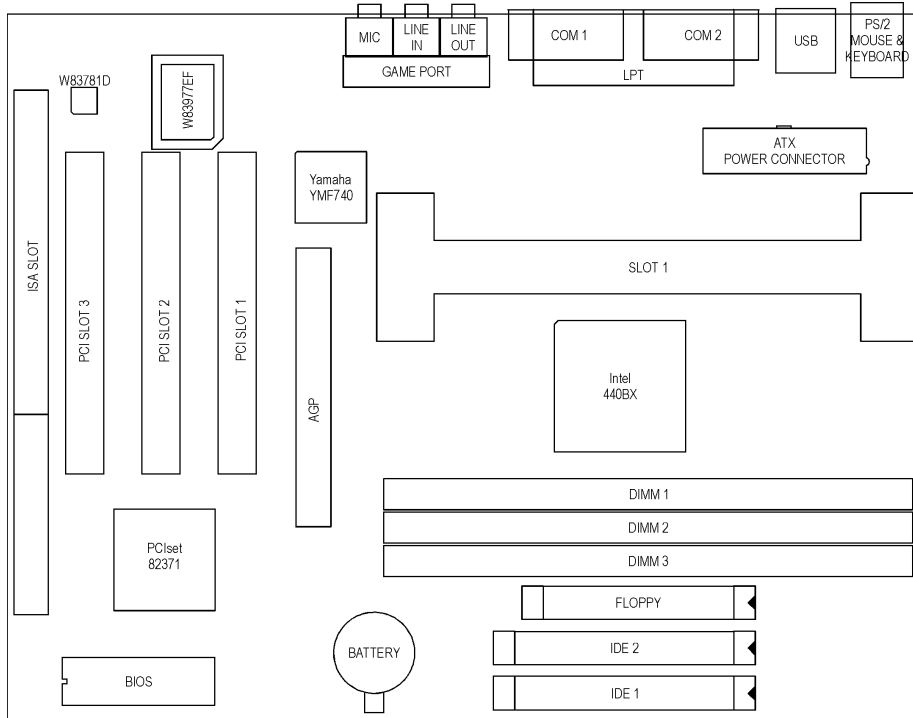 MIC
LINE
IN
LINE
OUT
GAME PORT
COM 1
COM 2
LPT
USB
PS/2
MOUSE &
KEYBOARD
W83781D
W83977EF
ATX
POWER CONNECTOR
Yamaha
YMF740
ISA SLOT
PCI SLOT 3
PCI SLOT 2
PCI SLOT 1
AGP
SLOT 1
Intel
440BX
DIMM 1
DIMM 2
DIMM 3
PCIset
82371
FLOPPY
BATTERY
IDE 2
BIOS
IDE 1